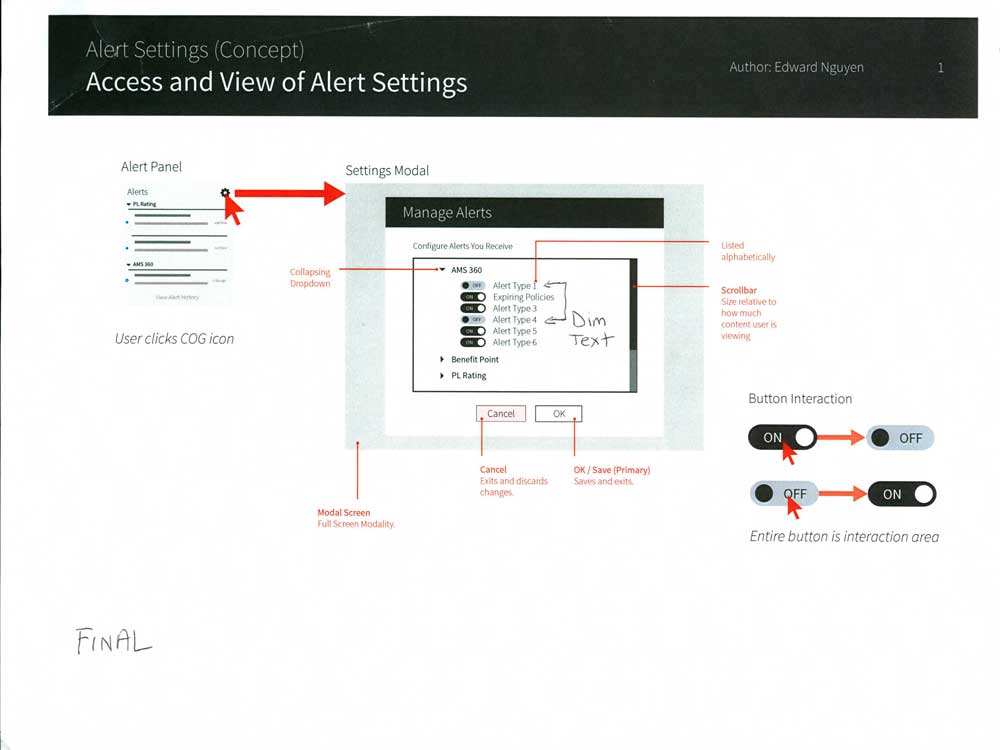 Alert Settings (Concept)
Access and View of Alert Settings
Author: Edward Nguyen
1
Alert Panel
Alerts
PL Rating
AMS 360
View Alert History
User clicks COG icon
Settings Modal
Manage Alerts
Configure Alerts You Receive
AMS 360
OFF Alert Type 1
ON Expiring Policies
ON Alert Type 3
OFF Alert Type 4
ON Alert Type 5
ON Alert Type 6
Dim
Text
Benefit Point
PL Rating
Cancel
OK
Collapsing
Dropdown
Listed
alphabetically
Scrollbar
Size relative to
how much
content user is
viewing
Cancel
Exits and discards
changes.
OK / Save (Primary)
Saves and exits.
Modal Screen
Full Screen Modality.
Button Interaction
ON
OFF
OFF
ON
Entire button is interaction area
FINAL